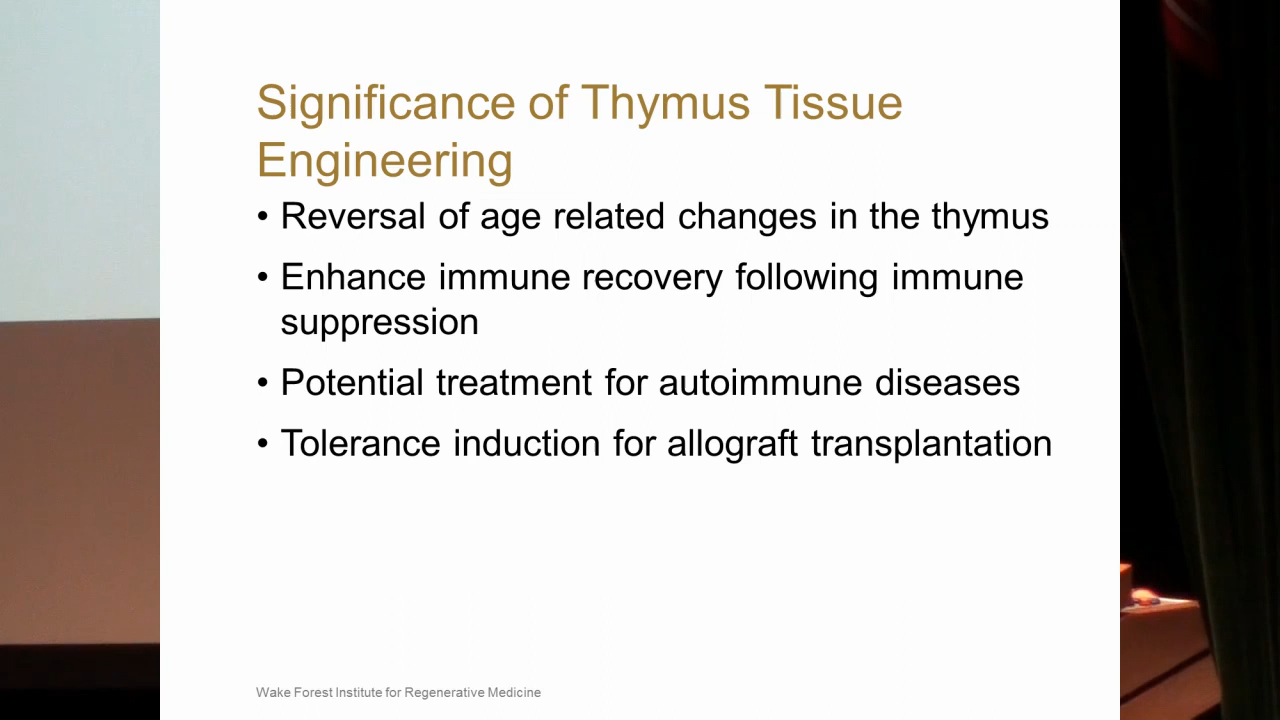 Significance of Thymus Tissue
Engineering
• Reversal of age related changes in the thymus
• Enhance immune recovery following immune
suppression
• Potential treatment for autoimmune diseases
• Tolerance induction for allograft transplantation
Wake Forest Institute for Regenerative Medicine